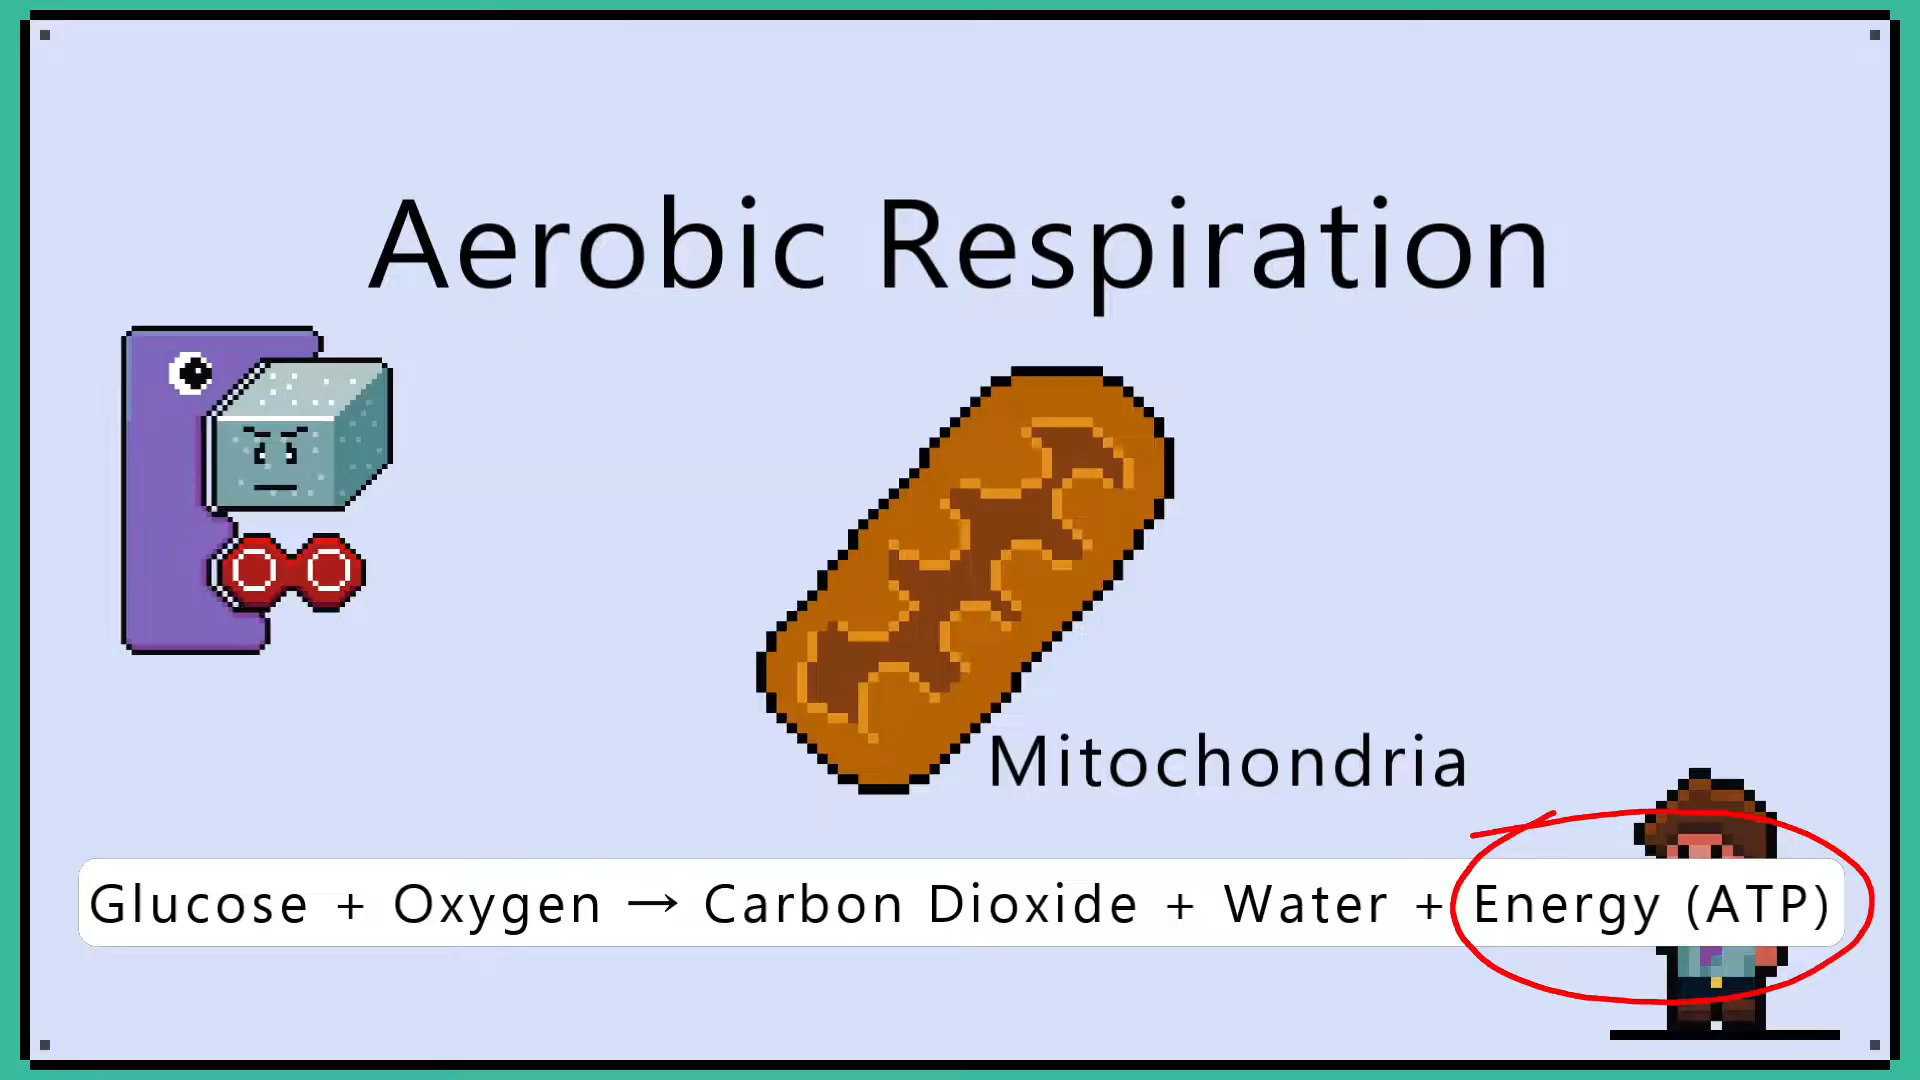 Aerobic Respiration
Mitochondria
Glucose + Oxygen → Carbon Dioxide + Water + Energy (ATP)